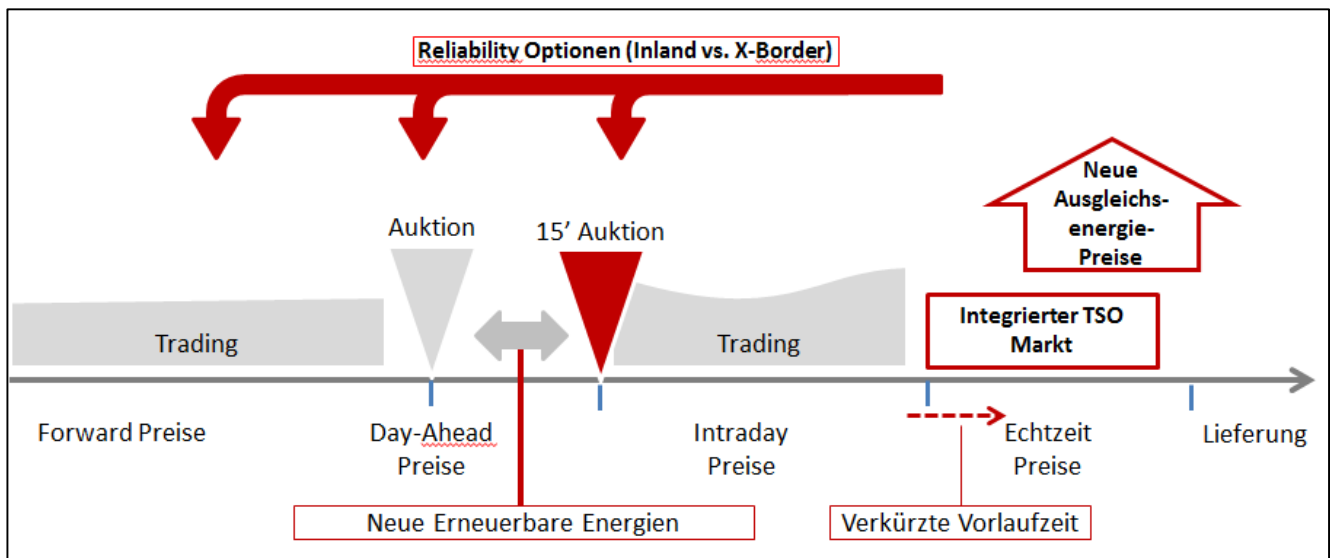 Reliability Optionen (Inland vs. X-Border)
Neue
Ausgleichs-
energie-
Preise
Auktion
15’ Auktion
Trading
Trading
Integrierter TSO
Markt
Forward Preise
Day-Ahead
Preise
Intraday
Preise
Echtzeit
Preise
Lieferung
Neue Erneuerbare Energien
Verkürzte Vorlaufzeit